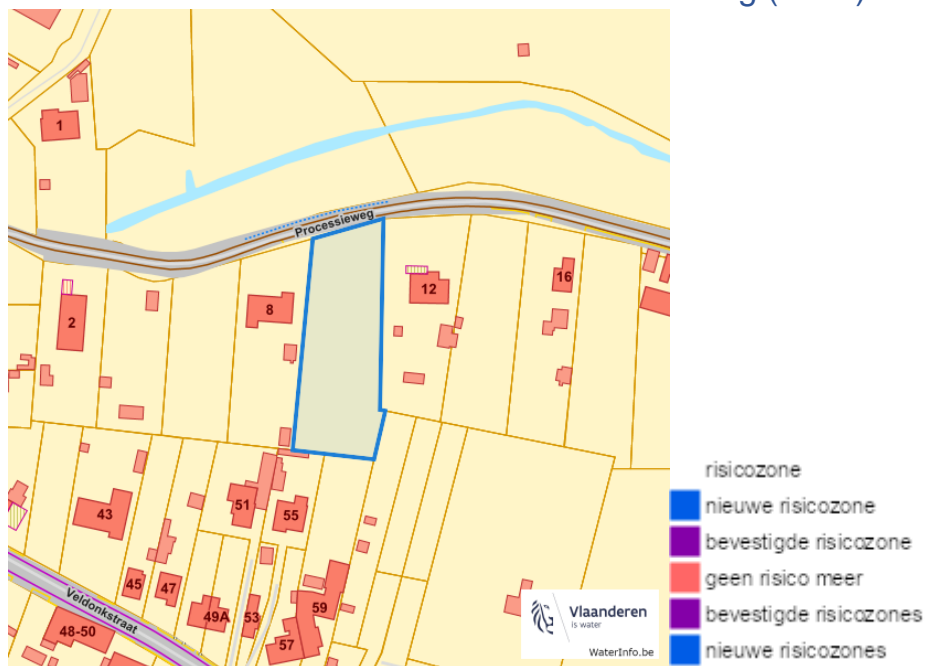 g (
)
1
Processieweg
16
12
8
2
51
55
43
45
47
49A
53
59
57
48-50
Veldonkstraat
Vlaanderen
is water
WaterInfo.be
risicozone
nieuwe risicozone
bevestigde risicozone
geen risico meer
bevestigde risicozones
nieuwe risicozones